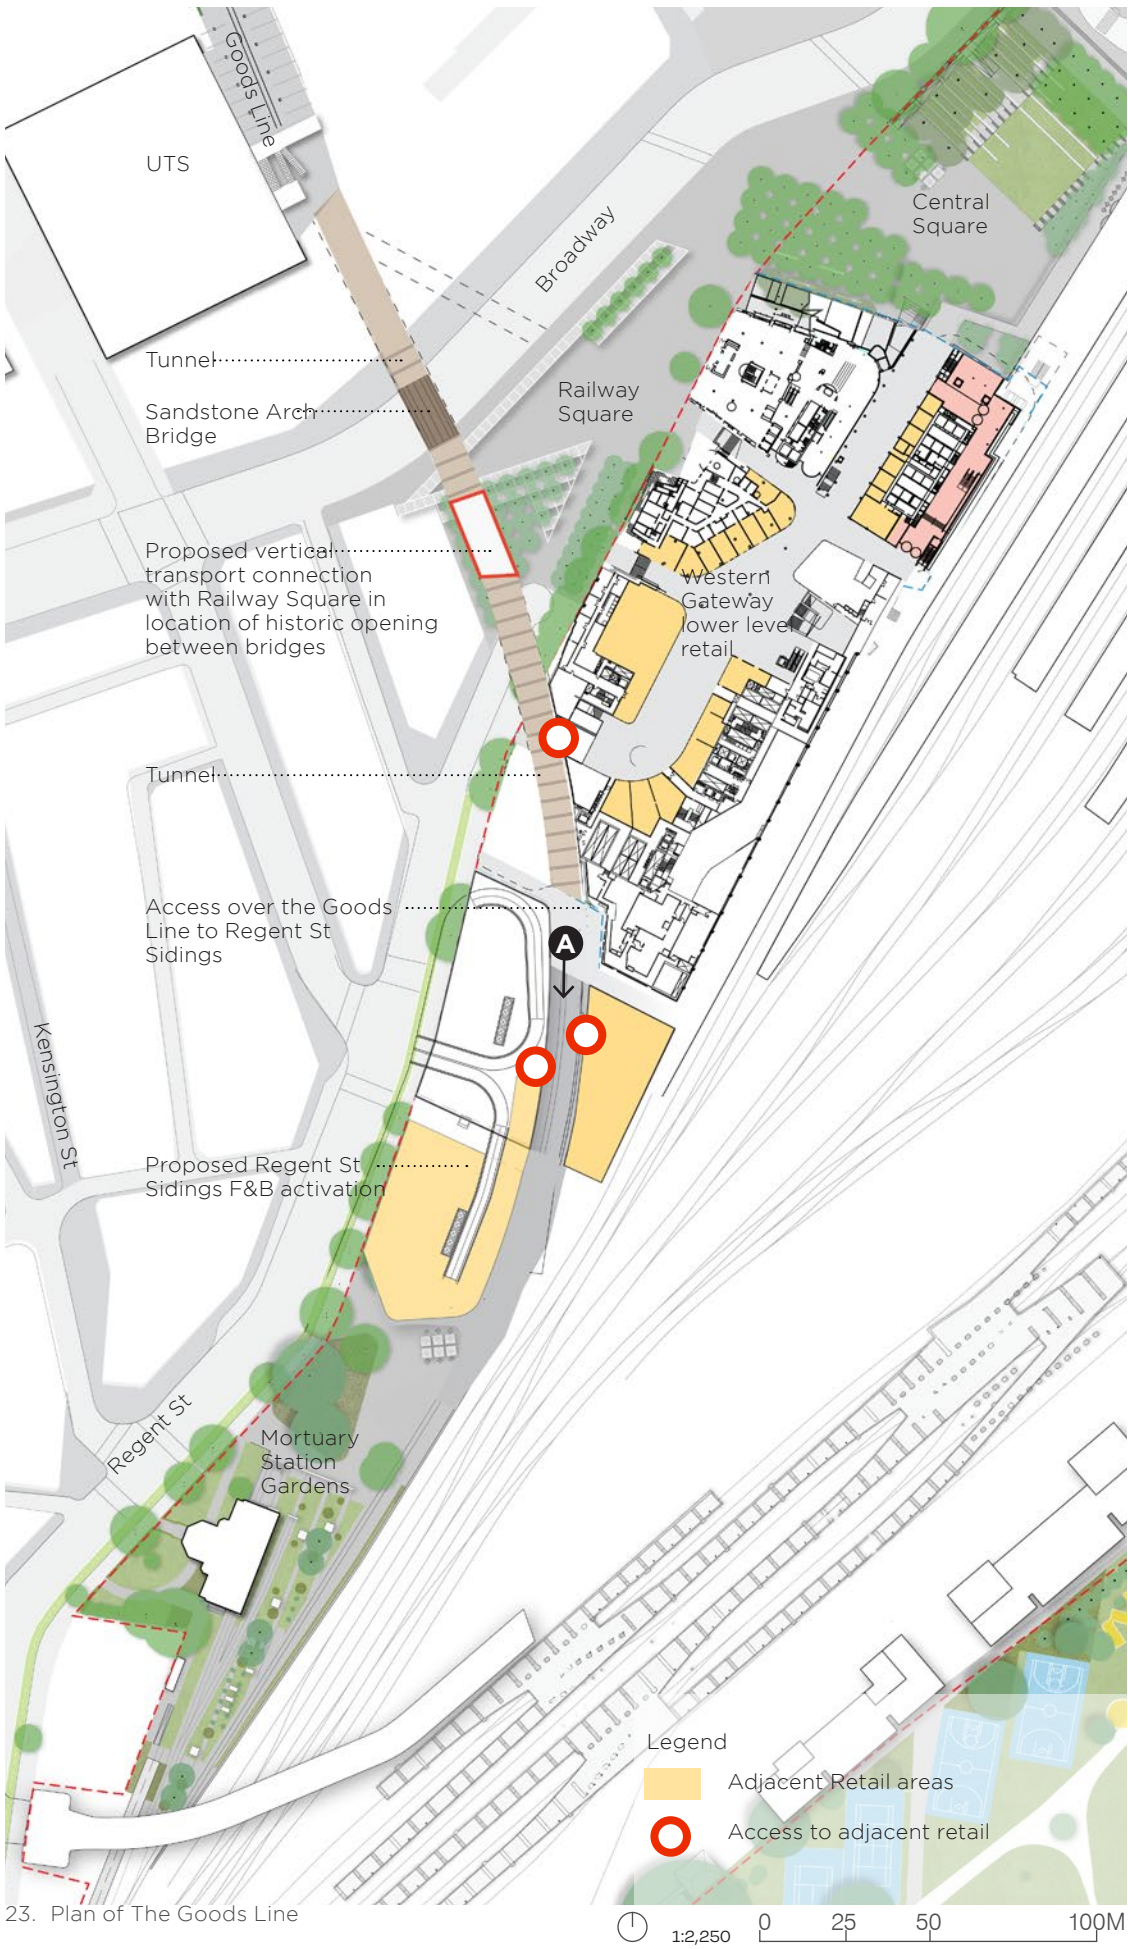 Goods Line
UTS
Central
Square
Broadway
Tunnel
Railway
Square
Sandstone Arch
Bridge
Proposed vertical
transport connection
with Railway Square in
location of historic opening
between bridges
Western
Gateway
lower level
retail
Tunnel
Access over the Goods
Line to Regent St
Sidings
A
Kensington St
Proposed Regent St
Sidings F&B activation
Regent St
Mortuary
Station
Gardens
Legend
Adjacent Retail areas
Access to adjacent retail
23. Plan of The Goods Line
1:2,250
0 25 50 100M